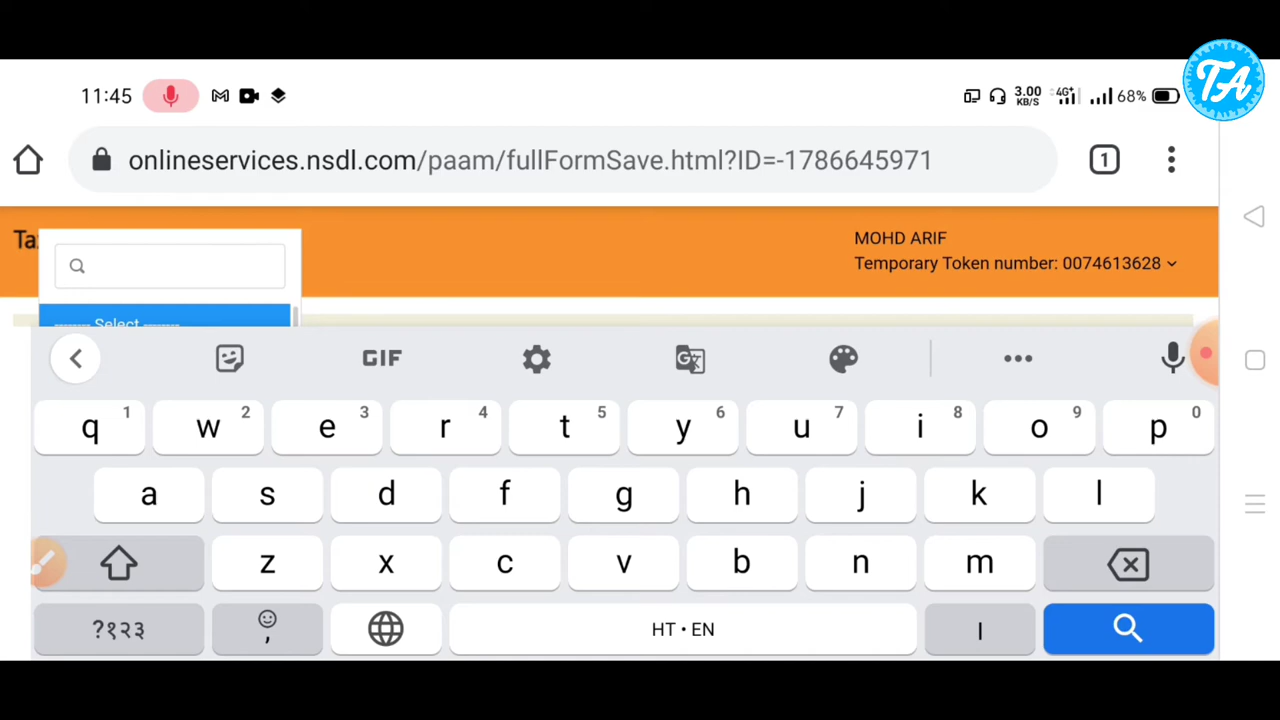 TA
11:45
3.00 KB/S 4G+ 68%
onlineservices.nsdl.com/paam/fullFormSave.html?ID=-1786645971 1
Ta
MOHD ARIF
Temporary Token number: 0074613628
-------- Select --------
GIF
q 1 w 2 e 3 r 4 t 5 y 6 u 7 i 8 o 9 p 0
a s d f g h j k l
z x c v b n m
?१२३ , HT • EN ।